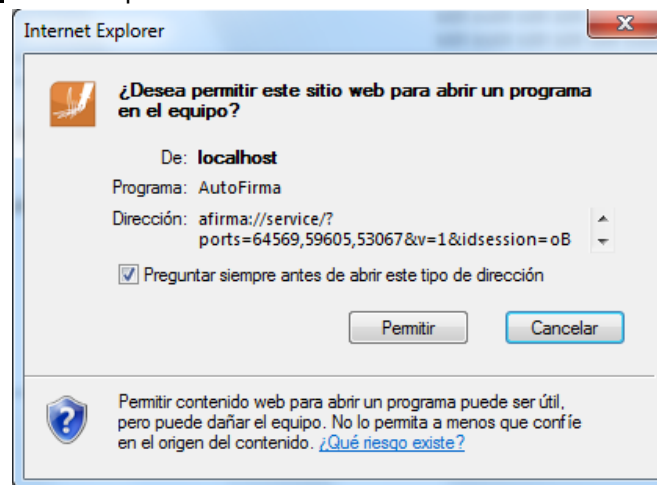 Internet Explorer
¿Desea permitir este sitio web para abrir un programa
en el equipo?
De: localhost
Programa: AutoFirma
Dirección: afirma://service/?
ports=64569,59605,53067&v=1&idsession=oB
Preguntar siempre antes de abrir este tipo de dirección
Permitir Cancelar
Permitir contenido web para abrir un programa puede ser útil,
pero puede dañar el equipo. No lo permita a menos que confíe
en el origen del contenido. ¿Qué riesgo existe?